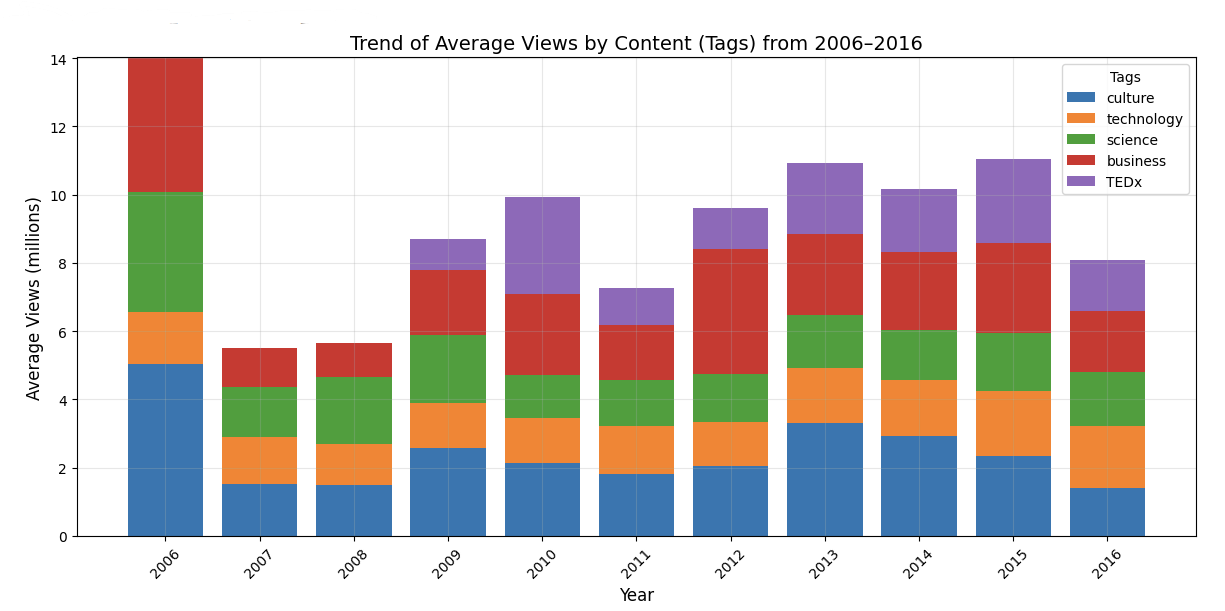 Trend of Average Views by Content (Tags) from 2006–2016
Average Views (millions)
14
12
10
8
6
4
2
0
Tags
culture
technology
science
business
TEDx
2006
2007
2008
2009
2010
2011
2012
2013
2014
2015
2016
Year